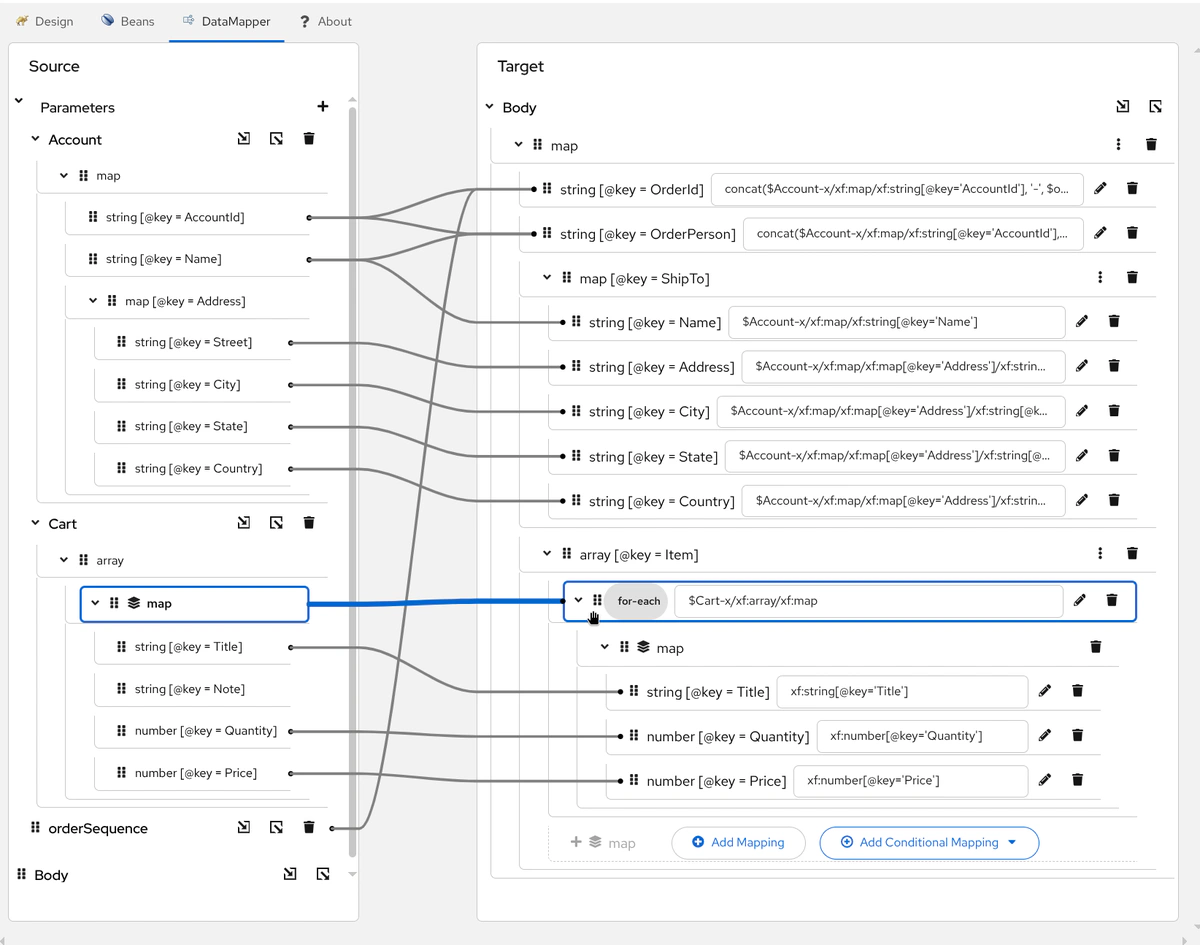 Design Beans DataMapper About
Source
Parameters
Account
map
string [@key = AccountId]
string [@key = Name]
map [@key = Address]
string [@key = Street]
string [@key = City]
string [@key = State]
string [@key = Country]
Cart
array
map
string [@key = Title]
string [@key = Note]
number [@key = Quantity]
number [@key = Price]
orderSequence
Body
Target
Body
map
string [@key = OrderId] concat($Account-x/xf:map/xf:string[@key='AccountId'], '-', $o...
string [@key = OrderPerson] concat($Account-x/xf:map/xf:string[@key='AccountId'],...
map [@key = ShipTo]
string [@key = Name] $Account-x/xf:map/xf:string[@key='Name']
string [@key = Address] $Account-x/xf:map/xf:map[@key='Address']/xf:strin...
string [@key = City] $Account-x/xf:map/xf:map[@key='Address']/xf:string[@k...
string [@key = State] $Account-x/xf:map/xf:map[@key='Address']/xf:string[@...
string [@key = Country] $Account-x/xf:map/xf:map[@key='Address']/xf:strin...
array [@key = Item]
for-each $Cart-x/xf:array/xf:map
map
string [@key = Title] xf:string[@key='Title']
number [@key = Quantity] xf:number[@key='Quantity']
number [@key = Price] xf:number[@key='Price']
map Add Mapping Add Conditional Mapping